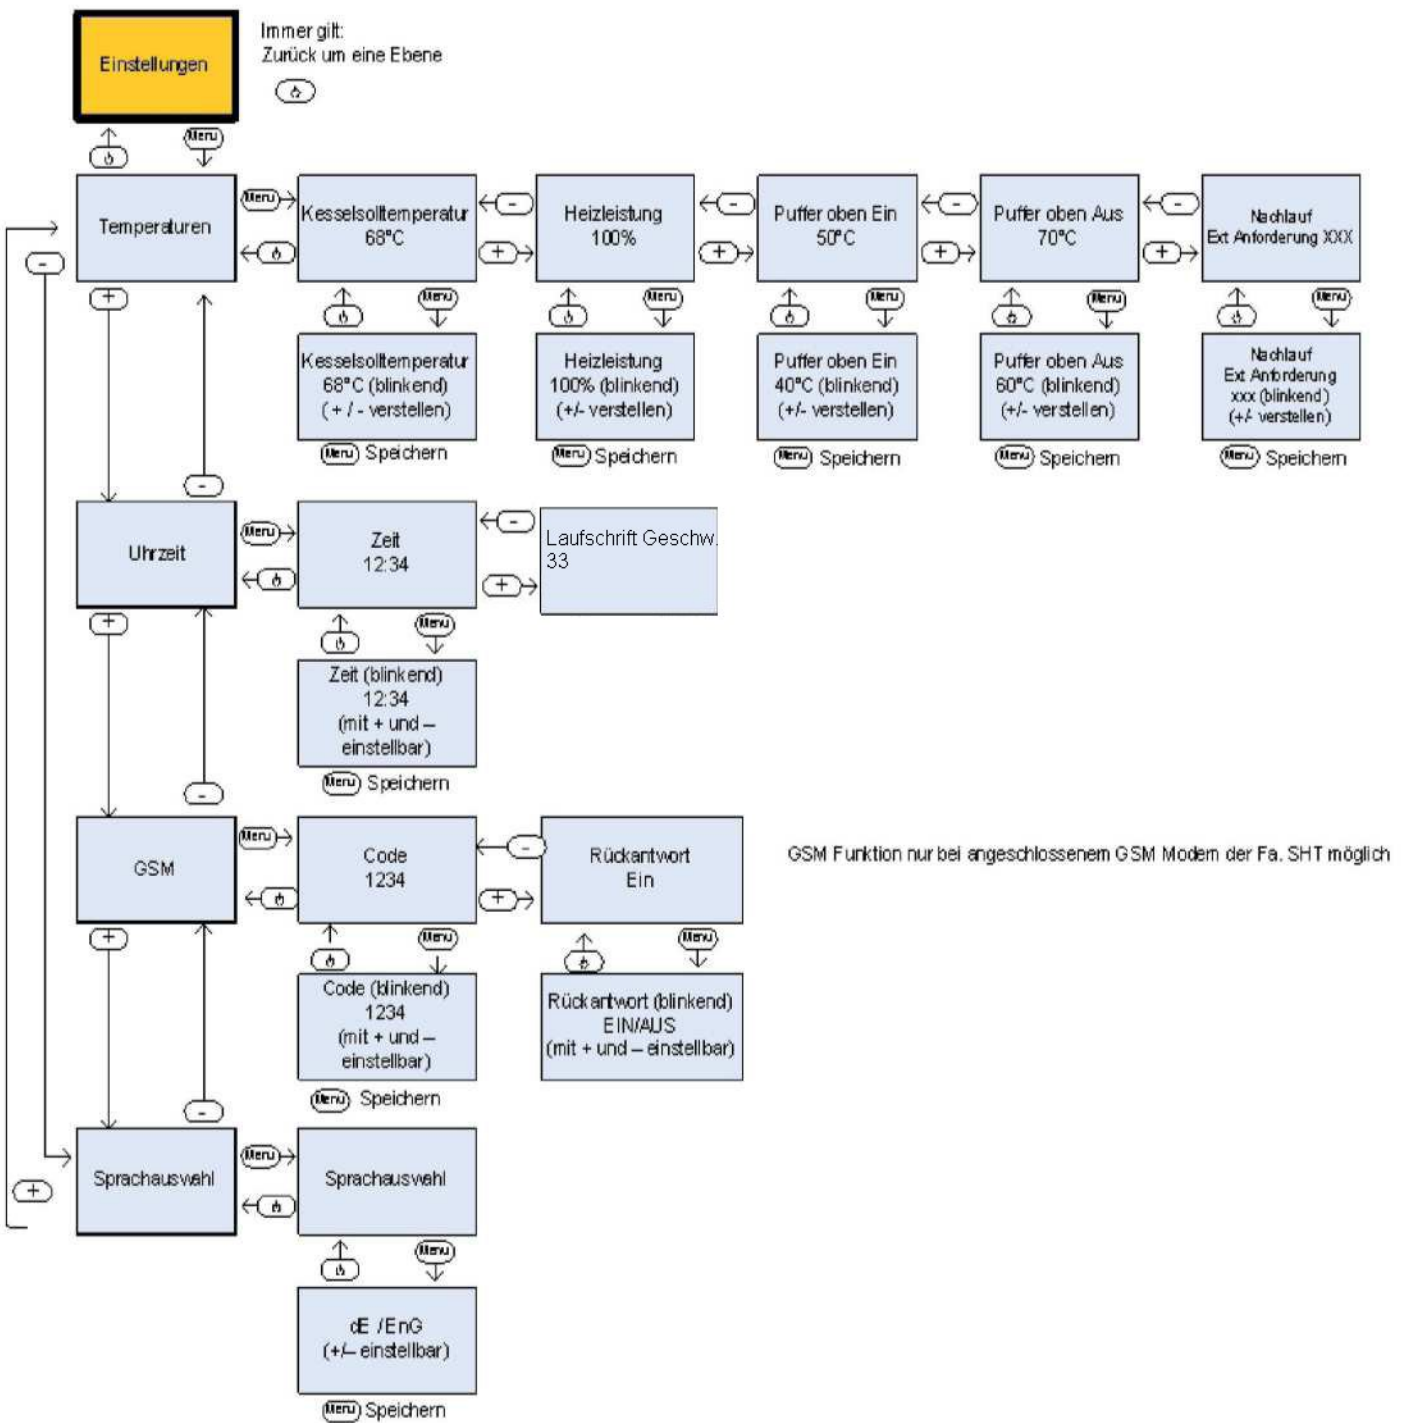 Einstellungen
Immer gilt:
Zurück um eine Ebene
Menu
Temperaturen
Menu
Kesselsolltemperatur
68°C
-
+
Heizleistung
100%
-
+
Puffer oben Ein
50°C
-
+
Puffer oben Aus
70°C
-
+
Nachlauf
Ext Anforderung XXX
-
+
Menu
Menu
Menu
Menu
Menu
Kesselsolltemperatur
68°C (blinkend)
( + / - verstellen)
Menu Speichern
Heizleistung
100% (blinkend)
(+/- verstellen)
Menu Speichern
Puffer oben Ein
40°C (blinkend)
(+/- verstellen)
Menu Speichern
Puffer oben Aus
60°C (blinkend)
(+/- verstellen)
Menu Speichern
Nachlauf
Ext Anforderung
xxx (blinkend)
(+/- verstellen)
Menu Speichern
-
Uhrzeit
Menu
Zeit
12:34
-
+
Laufschrift Geschw.
33
+
Menu
Zeit (blinkend)
12:34
(mit + und –
einstellbar)
Menu Speichern
-
GSM
Menu
Code
1234
-
+
Rückantwort
Ein
GSM Funktion nur bei angeschlossenem GSM Modem der Fa. SHT möglich
+
Menu
Menu
Code (blinkend)
1234
(mit + und –
einstellbar)
Menu Speichern
Rückantwort (blinkend)
EIN/AUS
(mit + und – einstellbar)
-
Sprachauswahl
Menu
Sprachauswahl
+
Menu
dE /EnG
(+/– einstellbar)
Menu Speichern